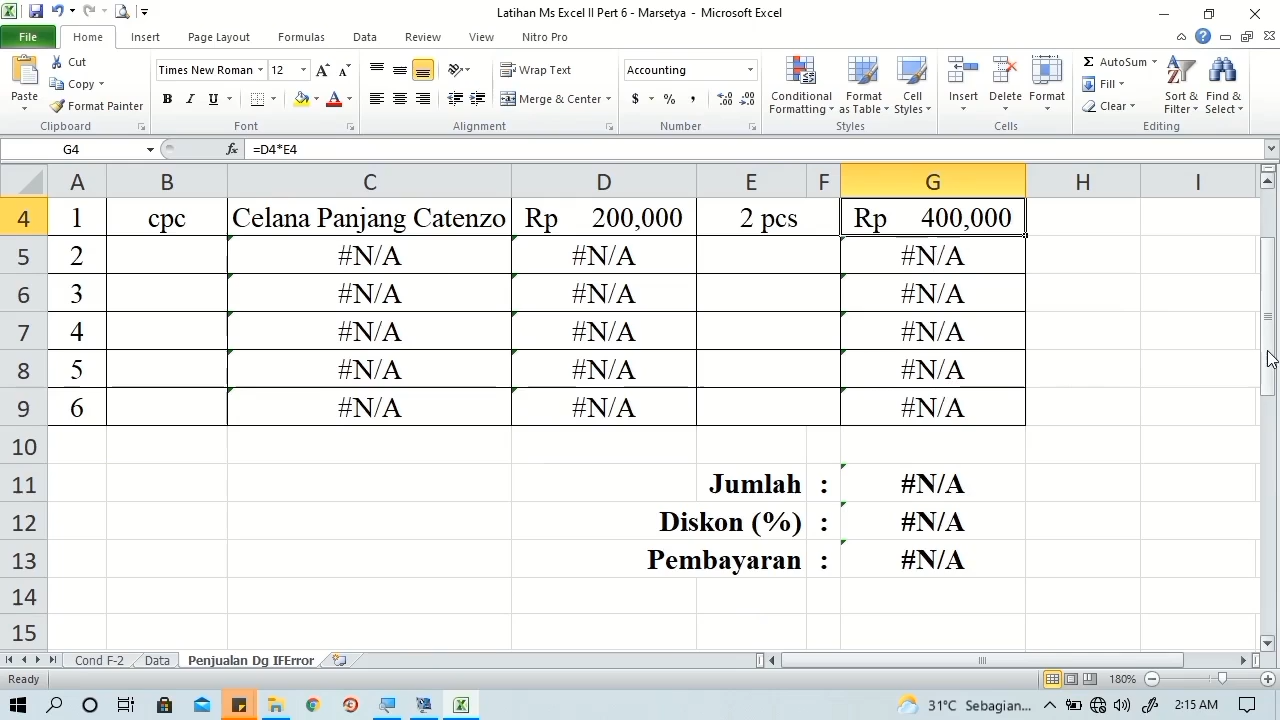 Latihan Ms Excel II Pert 6 - Marsetya - Microsoft Excel
File Home Insert Page Layout Formulas Data Review View Nitro Pro
Paste
Cut
Copy
Format Painter
Clipboard
Times New Roman 12
B I U
Font
Wrap Text
Merge & Center
Alignment
Accounting
$ % ,
Number
Conditional Formatting
Format as Table
Cell Styles
Styles
Insert
Delete
Format
Cells
AutoSum
Fill
Clear
Sort & Filter
Find & Select
Editing
G4 fx =D4*E4
A B C D E F G H I
4 1 cpc Celana Panjang Catenzo Rp 200,000 2 pcs Rp 400,000
5 2 #N/A #N/A #N/A
6 3 #N/A #N/A #N/A
7 4 #N/A #N/A #N/A
8 5 #N/A #N/A #N/A
9 6 #N/A #N/A #N/A
10
11 Jumlah : #N/A
12 Diskon (%) : #N/A
13 Pembayaran : #N/A
14
15
Cond F-2 Data Penjualan Dg IFError
Ready 180%
31°C Sebagian... 2:15 AM